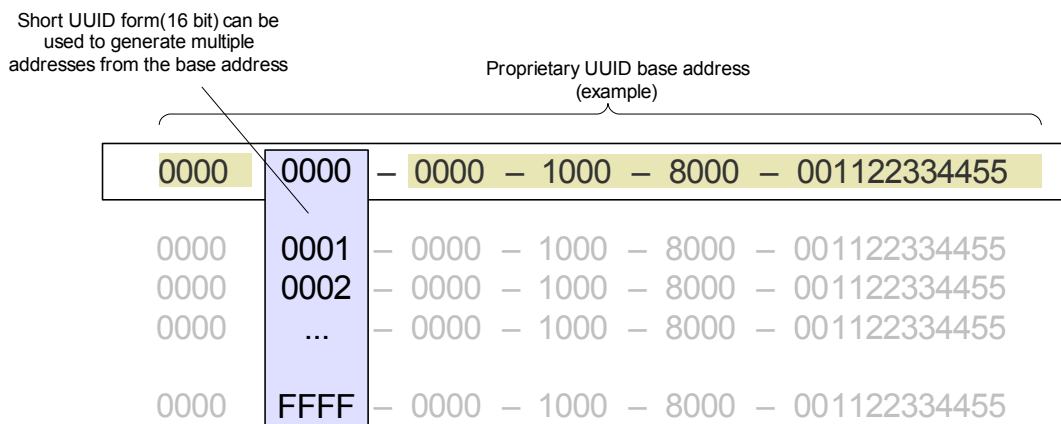 Short UUID form(16 bit) can be
used to generate multiple
addresses from the base address
Proprietary UUID base address
(example)
0000 0000 – 0000 – 1000 – 8000 – 001122334455
0000 0001 – 0000 – 1000 – 8000 – 001122334455
0000 0002 – 0000 – 1000 – 8000 – 001122334455
0000 ... – 0000 – 1000 – 8000 – 001122334455
0000 FFFF – 0000 – 1000 – 8000 – 001122334455